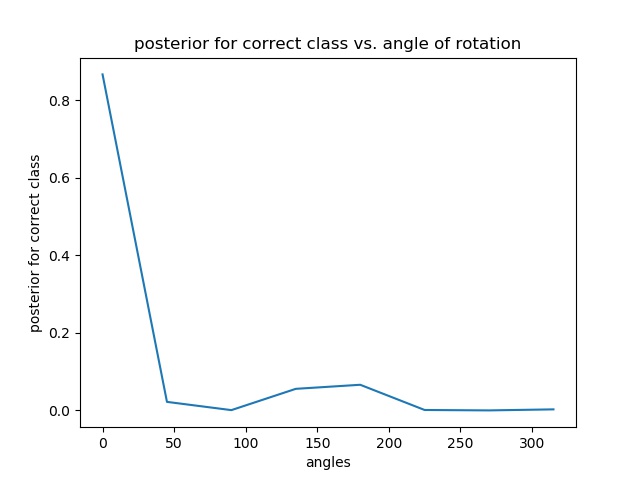 posterior for correct class vs. angle of rotation
posterior for correct class
0.8
0.6
0.4
0.2
0.0
0 50 100 150 200 250 300
angles